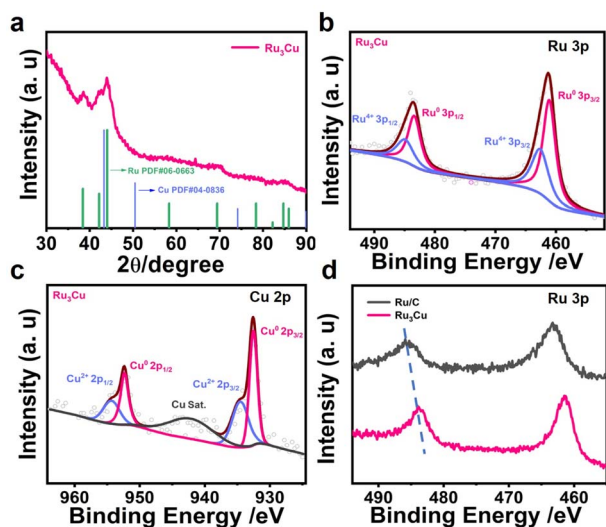 a
Ru₃Cu
Intensity (a. u)
Ru PDF#06-0663
Cu PDF#04-0836
30 40 50 60 70 80 90
2θ/degree
b
Ru₃Cu
Ru 3p
Intensity (a. u)
Ru⁴⁺ 3p₁/₂
Ru⁰ 3p₁/₂
Ru⁰ 3p₃/₂
Ru⁴⁺ 3p₃/₂
490 480 470 460
Binding Energy /eV
c
Ru₃Cu
Cu 2p
Intensity (a. u)
Cu²⁺ 2p₁/₂
Cu⁰ 2p₁/₂
Cu Sat.
Cu²⁺ 2p₃/₂
Cu⁰ 2p₃/₂
960 950 940 930
Binding Energy /eV
d
Ru/C
Ru₃Cu
Ru 3p
Intensity (a. u)
490 480 470 460
Binding Energy /eV